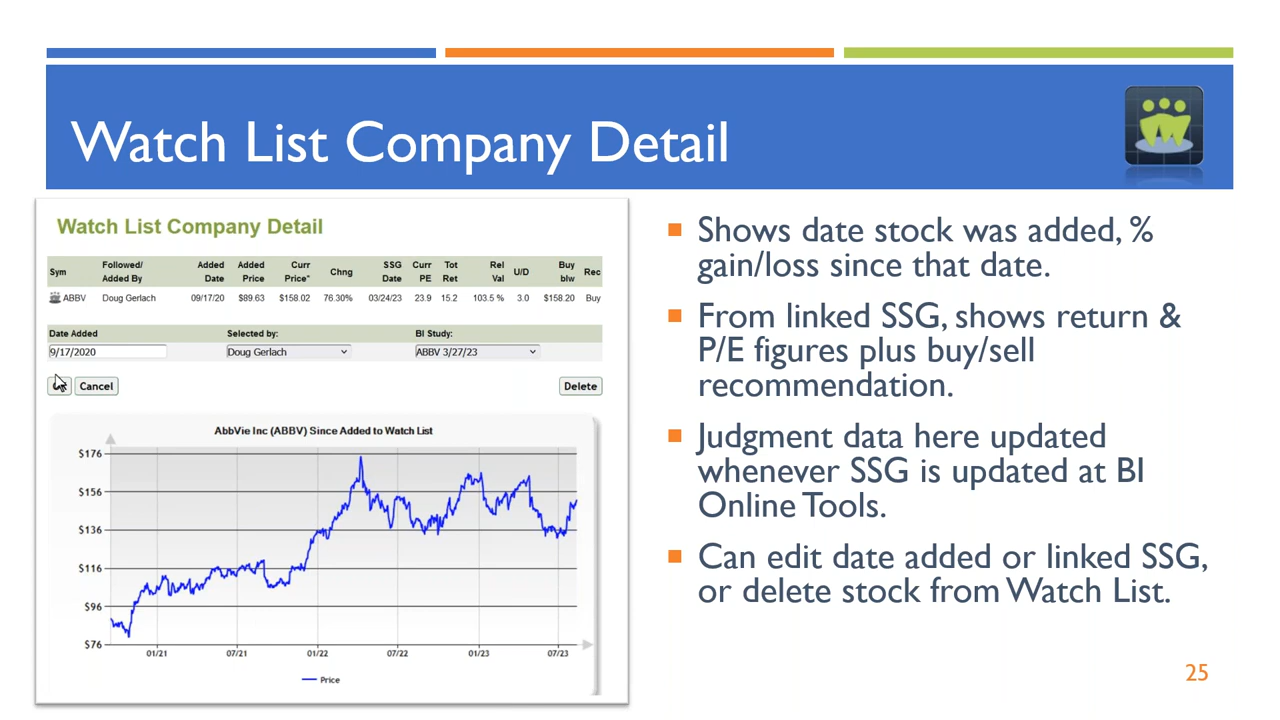 Watch List Company Detail
Watch List Company Detail
Sym Followed/ Added By Added Date Added Price Curr Price* Chng SSG Date Curr PE Tot Ret Rel Val U/D Buy blw Rec
ABBV Doug Gerlach 09/17/20 $89.63 $158.02 76.30% 03/24/23 23.9 15.2 103.5 % 3.0 $158.20 Buy
Date Added Selected by: BI Study:
9/17/2020 Doug Gerlach ABBV 3/27/23
Cancel Delete
AbbVie Inc (ABBV) Since Added to Watch List
$176
$156
$136
$116
$96
$76
01/21 07/21 01/22 07/22 01/23 07/23
Price
Shows date stock was added, %
gain/loss since that date.
From linked SSG, shows return &
P/E figures plus buy/sell
recommendation.
Judgment data here updated
whenever SSG is updated at BI
Online Tools.
Can edit date added or linked SSG,
or delete stock from Watch List.
25